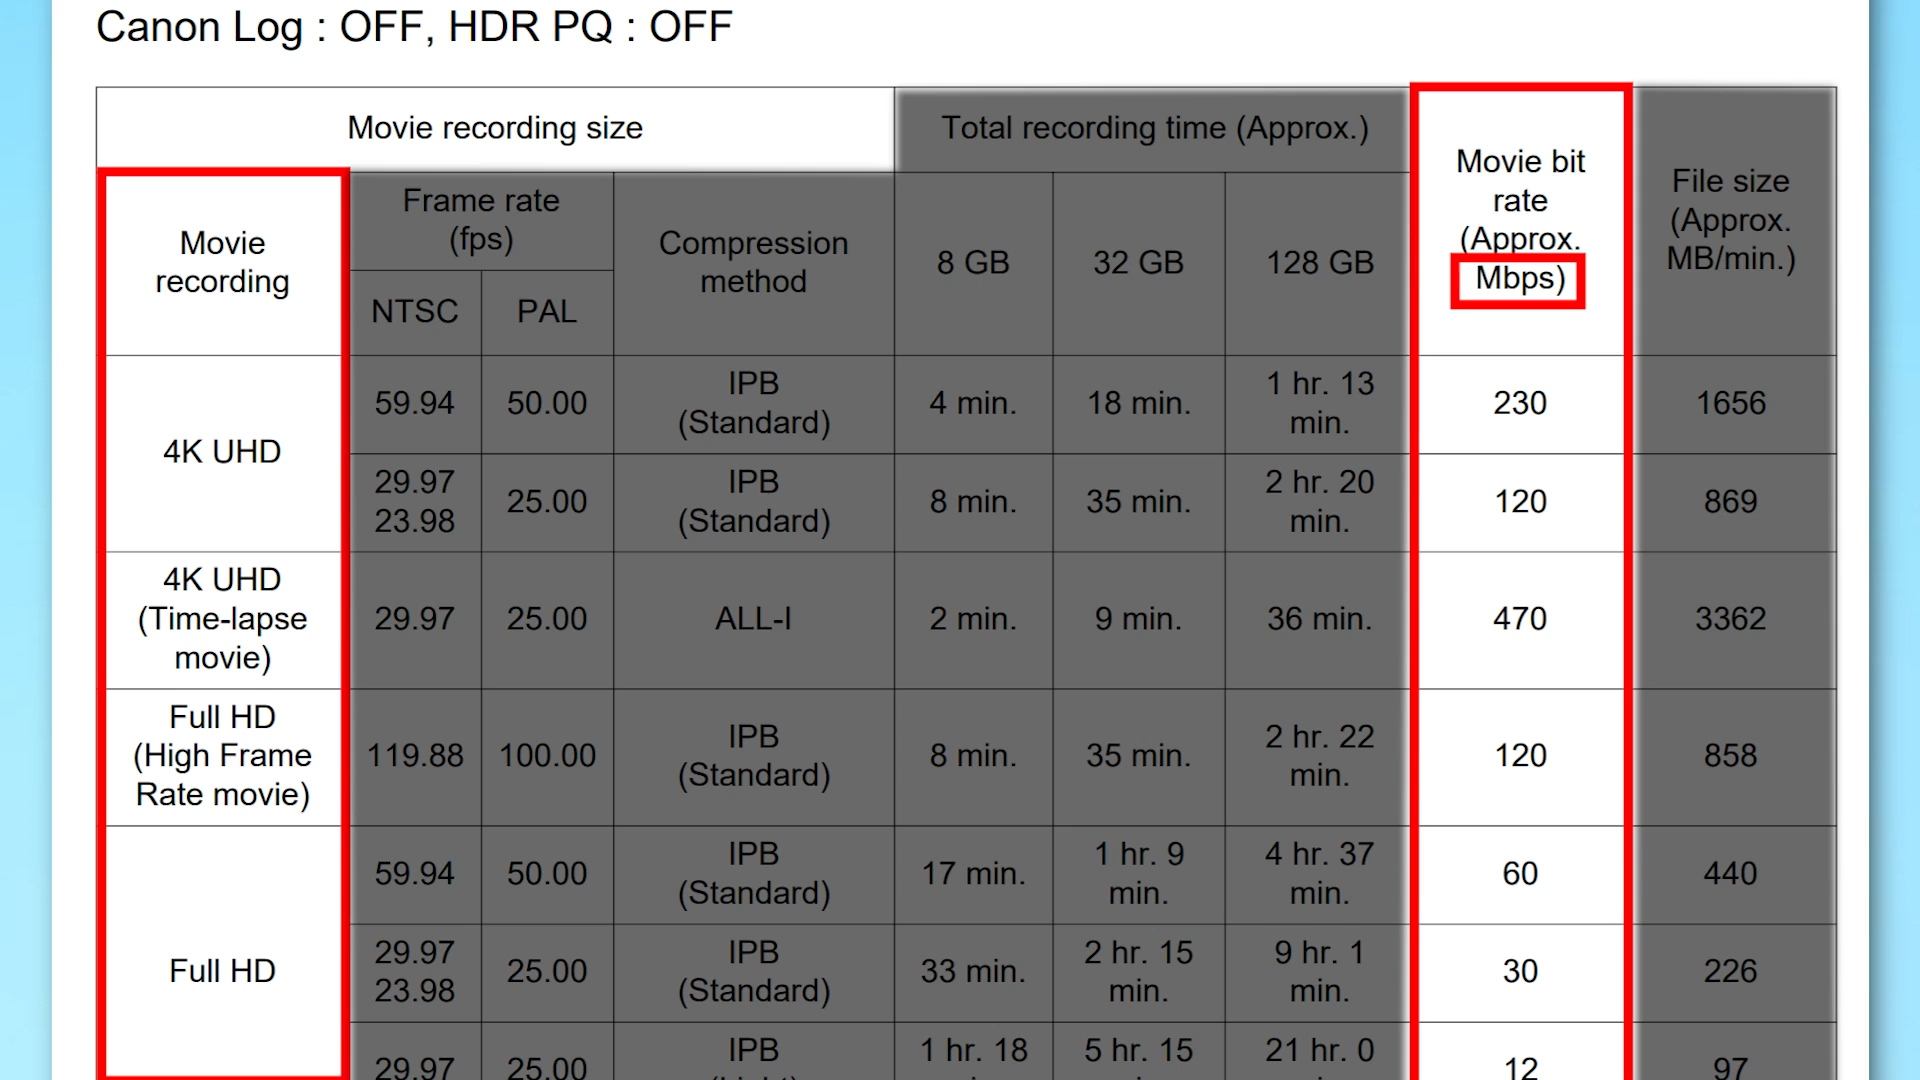 Canon Log : OFF, HDR PQ : OFF
Movie recording size
Total recording time (Approx.)
Movie bit
rate
(Approx.
Mbps)
File size
(Approx.
MB/min.)
Movie
recording
Frame rate
(fps)
NTSC
PAL
Compression
method
8 GB
32 GB
128 GB
4K UHD
59.94
50.00
IPB
(Standard)
4 min.
18 min.
1 hr. 13
min.
230
1656
29.97
23.98
25.00
IPB
(Standard)
8 min.
35 min.
2 hr. 20
min.
120
869
4K UHD
(Time-lapse
movie)
29.97
25.00
ALL-I
2 min.
9 min.
36 min.
470
3362
Full HD
(High Frame
Rate movie)
119.88
100.00
IPB
(Standard)
8 min.
35 min.
2 hr. 22
min.
120
858
Full HD
59.94
50.00
IPB
(Standard)
17 min.
1 hr. 9
min.
4 hr. 37
min.
60
440
29.97
23.98
25.00
IPB
(Standard)
33 min.
2 hr. 15
min.
9 hr. 1
min.
30
226
29.97
25.00
IPB
1 hr. 18
5 hr. 15
21 hr. 0
12
97